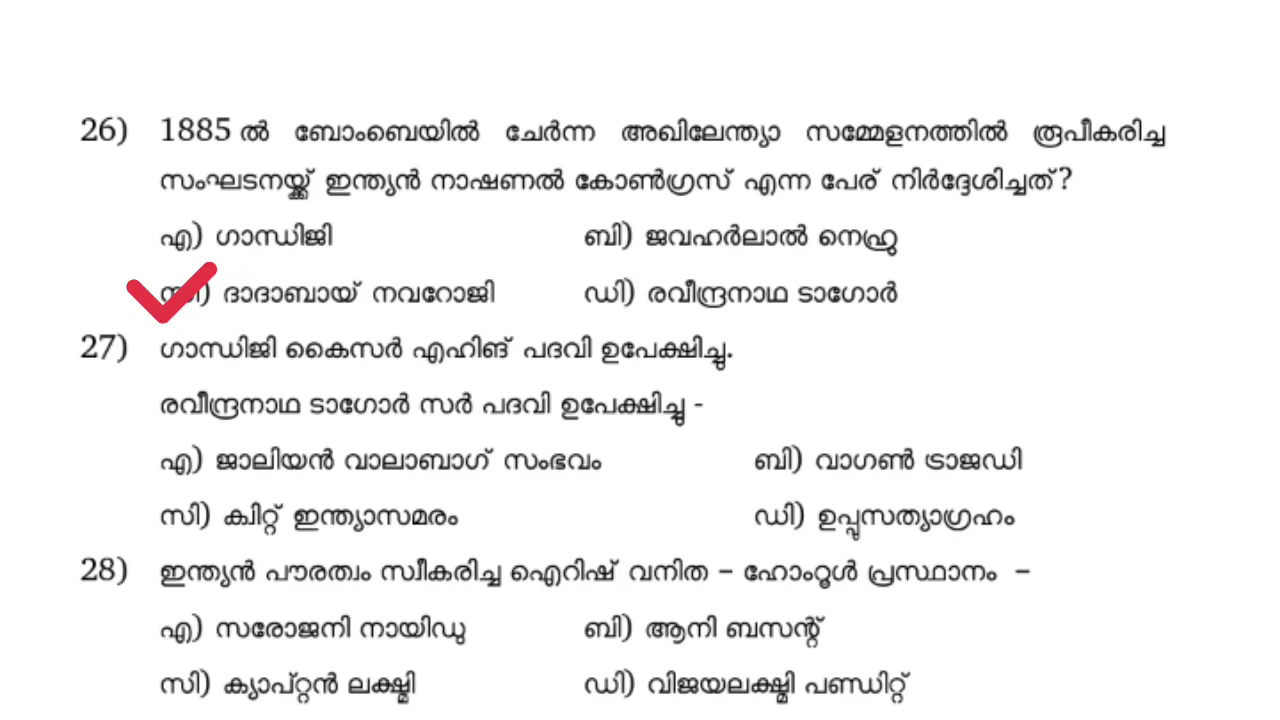 26) 1885 ൽ ബോംബെയിൽ ചേർന്ന അഖിലേന്ത്യാ സമ്മേളനത്തിൽ രൂപീകരിച്ച
സംഘടനയ്ക്ക് ഇന്ത്യൻ നാഷണൽ കോൺഗ്രസ് എന്ന പേര് നിർദ്ദേശിച്ചത്?
എ) ഗാന്ധിജി ബി) ജവഹർലാൽ നെഹ്രു
സി) ദാദാബായ് നവറോജി ഡി) രവീന്ദ്രനാഥ ടാഗോർ
27) ഗാന്ധിജി കൈസർ എഹിങ് പദവി ഉപേക്ഷിച്ചു.
രവീന്ദ്രനാഥ ടാഗോർ സർ പദവി ഉപേക്ഷിച്ചു -
എ) ജാലിയൻ വാലാബാഗ് സംഭവം ബി) വാഗൺ ട്രാജഡി
സി) ക്വിറ്റ് ഇന്ത്യാസമരം ഡി) ഉപ്പുസത്യാഗ്രഹം
28) ഇന്ത്യൻ പൗരത്വം സ്വീകരിച്ച ഐറിഷ് വനിത – ഹോംറൂൾ പ്രസ്ഥാനം –
എ) സരോജനി നായിഡു ബി) ആനി ബസന്റ്
സി) ക്യാപ്റ്റൻ ലക്ഷ്മി ഡി) വിജയലക്ഷ്മി പണ്ഡിറ്റ്